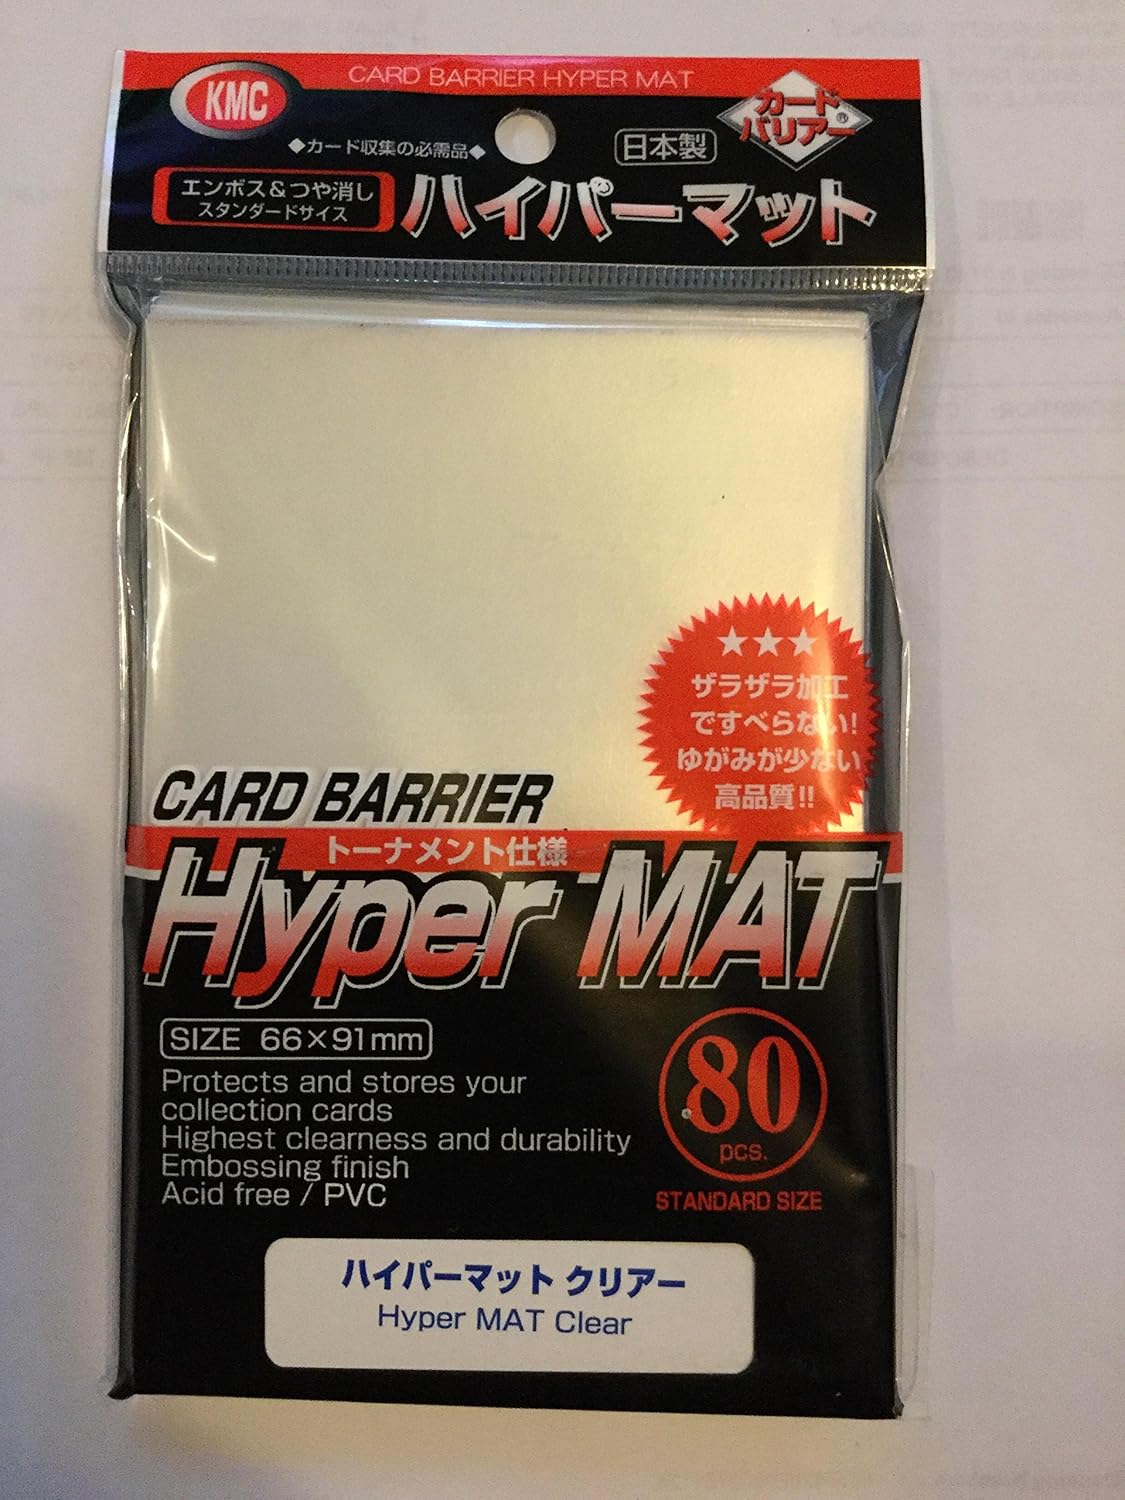 CARD BARRIER HYPER MAT
KMC
カード
バリアー®
◆カード収集の必需品◆
日本製
エンボス&つや消し
スタンダードサイズ
ハイパーマット
★★★
ザラザラ加工
ですべらない!
ゆがみが少ない
高品質!!
CARD BARRIER
トーナメント仕様
Hyper MAT
SIZE 66×91mm
Protects and stores your
collection cards
Highest clearness and durability
Embossing finish
Acid free / PVC
80
pcs.
STANDARD SIZE
ハイパーマット クリアー
Hyper MAT Clear